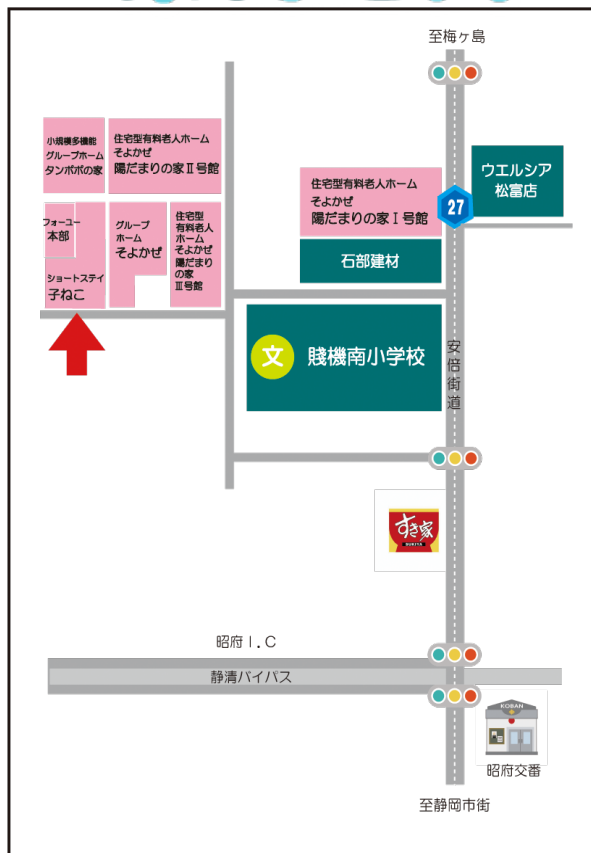 至梅ヶ島
小規模多機能
グループホーム
タンポポの家
住宅型有料老人ホーム
そよかぜ
陽だまりの家Ⅱ号館
ウエルシア
松富店
住宅型有料老人ホーム
そよかぜ
陽だまりの家Ⅰ号館
27
フォーユー
本部
ショートステイ
子ねこ
グループ
ホーム
そよかぜ
住宅型
有料老人
ホーム
そよかぜ
陽だまり
の家
Ⅲ号館
石部建材
文
賤機南小学校
安倍街道
すき家
SUKIYA
昭府I.C
静清バイパス
KOBAN
昭府交番
至静岡市街